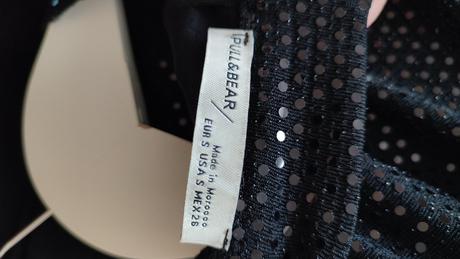 PULL&BEAR/
Made in Morocco
EUR S USA S MEX 26